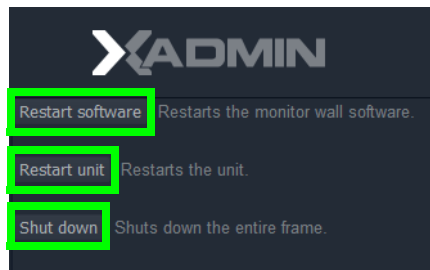 XADMIN
Restart software Restarts the monitor wall software.
Restart unit Restarts the unit.
Shut down Shuts down the entire frame.